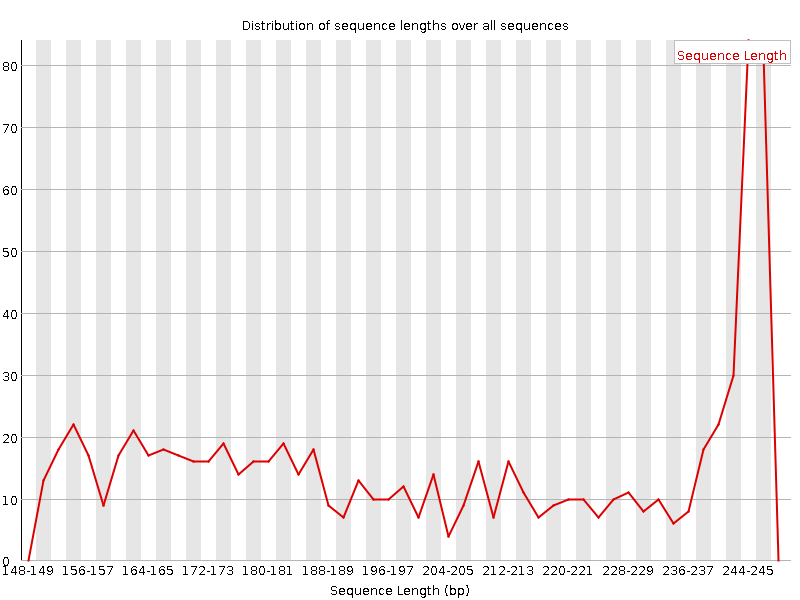 Distribution of sequence lengths over all sequences
Sequence Length
80
70
60
50
40
30
20
10
0
148-149 156-157 164-165 172-173 180-181 188-189 196-197 204-205 212-213 220-221 228-229 236-237 244-245
Sequence Length (bp)